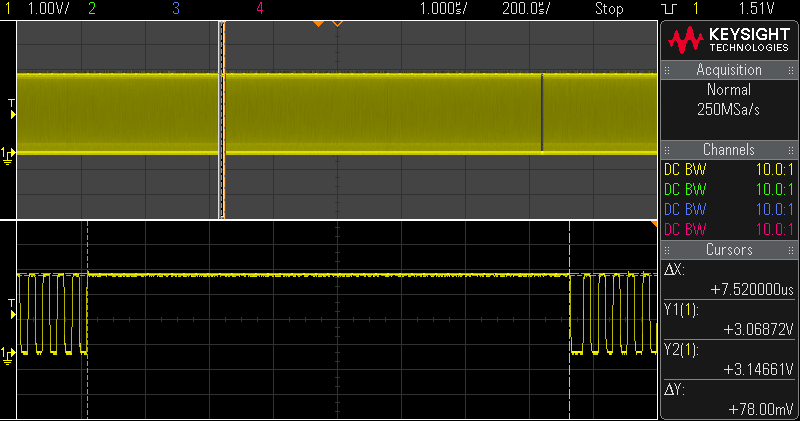 1 1.00V/ 2 3 4 1.000s/ 200.0s/ Stop 1 1.51V
KEYSIGHT
TECHNOLOGIES
Acquisition
Normal
250MSa/s
Channels
DC BW 10.0:1
DC BW 10.0:1
DC BW 10.0:1
DC BW 10.0:1
Cursors
ΔX:
+7.520000us
Y1(1):
+3.06872V
Y2(1):
+3.14661V
ΔY:
+78.00mV
T
1
T
1